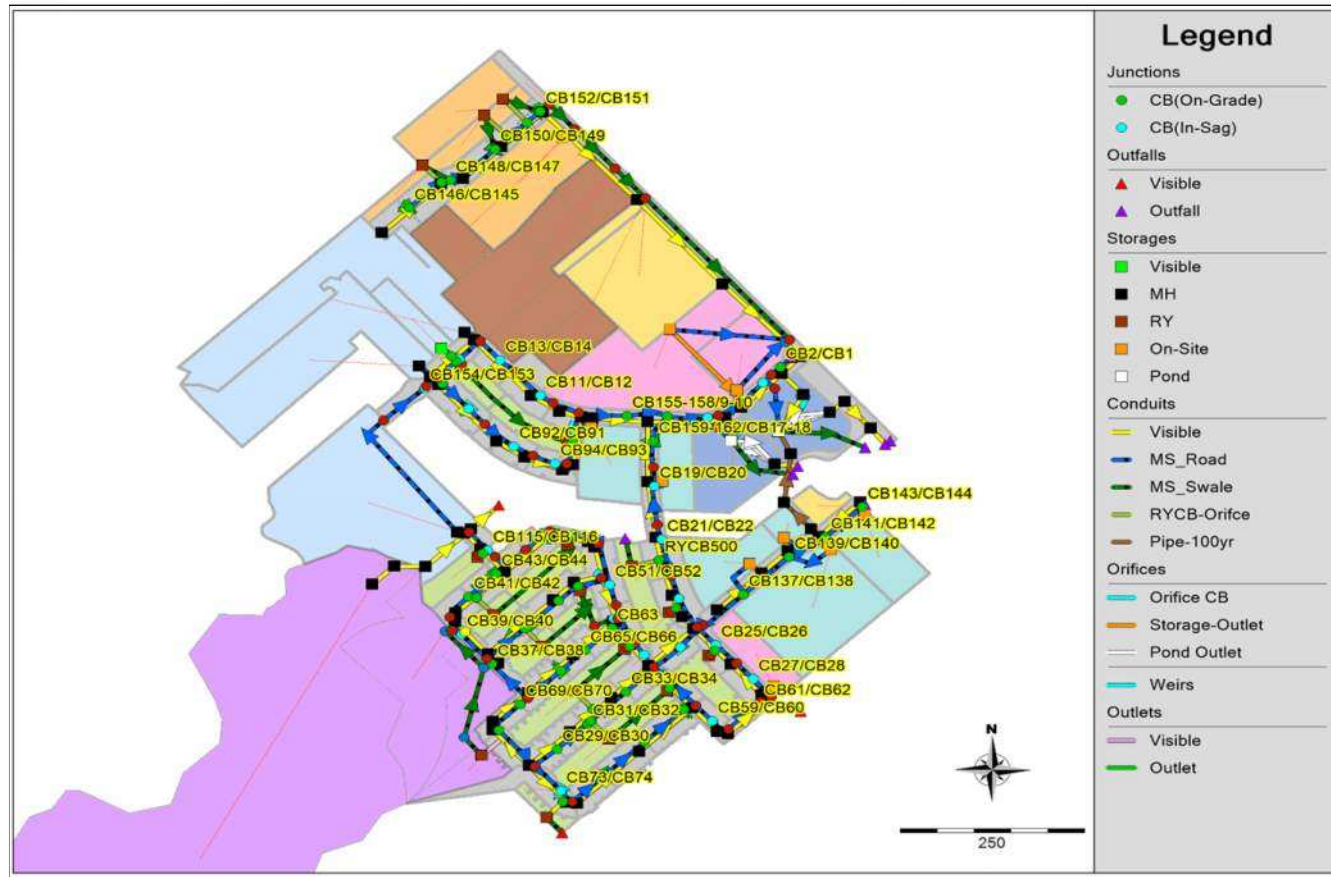 Legend
Junctions
CB(On-Grade)
CB(In-Sag)
Outfalls
Visible
Outfall
Storages
Visible
MH
RY
On-Site
Pond
Conduits
Visible
MS_Road
MS_Swale
RYCB-Orifce
Pipe-100yr
Orifices
Orifice CB
Storage-Outlet
Pond Outlet
Weirs
Outlets
Visible
Outlet
CB152/CB151
CB150/CB149
CB148/CB147
CB146/CB145
CB13/CB14
CB2/CB1
CB154/CB153
CB11/CB12
CB155-158/9-10
CB92/CB91
CB159-162/CB17-18
CB94/CB93
CB19/CB20
CB143/CB144
CB21/CB22
CB141/CB142
CB115/CB116
RYCB500
CB139/CB140
CB43/CB44
CB51/CB52
CB41/CB42
CB137/CB138
CB39/CB40
CB63
CB25/CB26
CB65/CB66
CB37/CB38
CB27/CB28
CB33/CB34
CB69/CB70
CB61/CB62
CB31/CB32
CB59/CB60
CB29/CB30
CB73/CB74
N
250